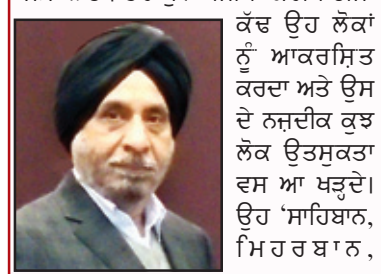 ਕੱਢ ਉਹ ਲੋਕਾਂ
ਨੂੰ ਆਕਰਸ਼ਿਤ
ਕਰਦਾ ਅਤੇ ਉਸ
ਦੇ ਨਜ਼ਦੀਕ ਕੁਝ
ਲੋਕ ਉਤਸੁਕਤਾ
ਵਸ ਆ ਖੜ੍ਹਦੇ।
ਉਹ ‘ਸਾਹਿਬਾਨ,
ਮਿਹਰਬਾਨ,